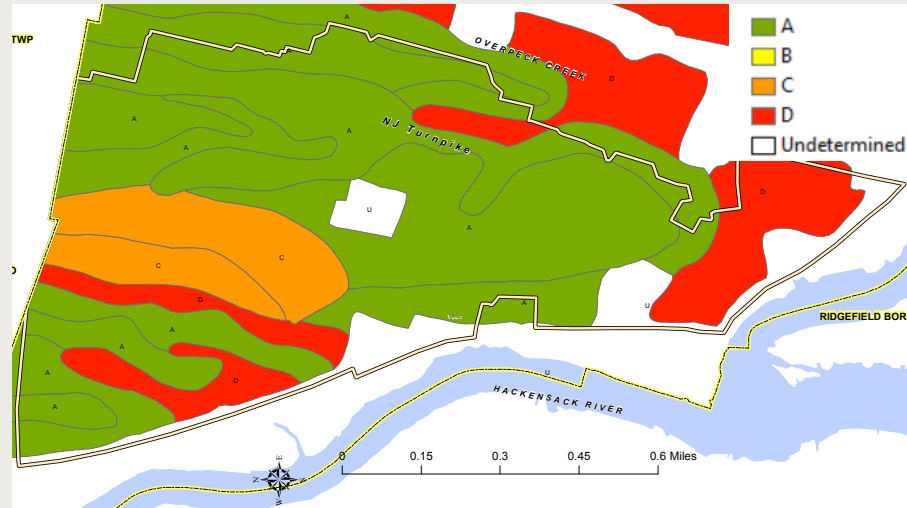 A
B
C
D
Undetermined
TWP
A
A
OVERPECK CREEK
D
A
NJ Turnpike
A
A
D
U
A
C
C
D
A
U
A
A
D
A
A
U
RIDGEFIELD BOR
HACKENSACK RIVER
0 0.15 0.3 0.45 0.6 Miles
E
N
S
W